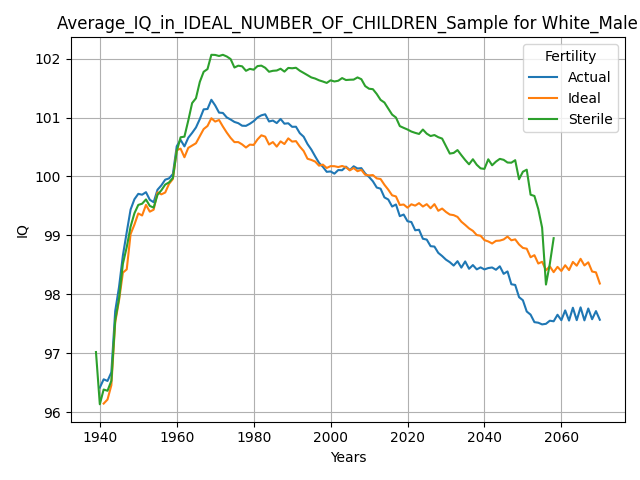 Average_IQ_in_IDEAL_NUMBER_OF_CHILDREN_Sample for White_Male
Fertility
Actual
Ideal
Sterile
102
101
100
99
98
97
96
IQ
1940 1960 1980 2000 2020 2040 2060
Years